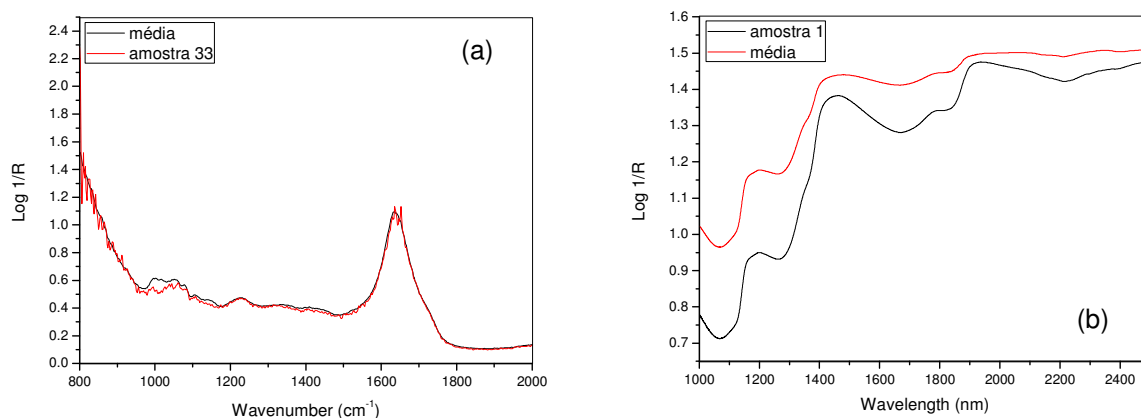 média
amostra 33
(a)
2.4
2.2
2.0
1.8
1.6
1.4
1.2
1.0
0.8
0.6
0.4
0.2
0.0
Log 1/R
800 1000 1200 1400 1600 1800 2000
Wavenumber (cm⁻¹)
amostra 1
média
(b)
1.6
1.5
1.4
1.3
1.2
1.1
1.0
0.9
0.8
0.7
Log 1/R
1000 1200 1400 1600 1800 2000 2200 2400
Wavelength (nm)